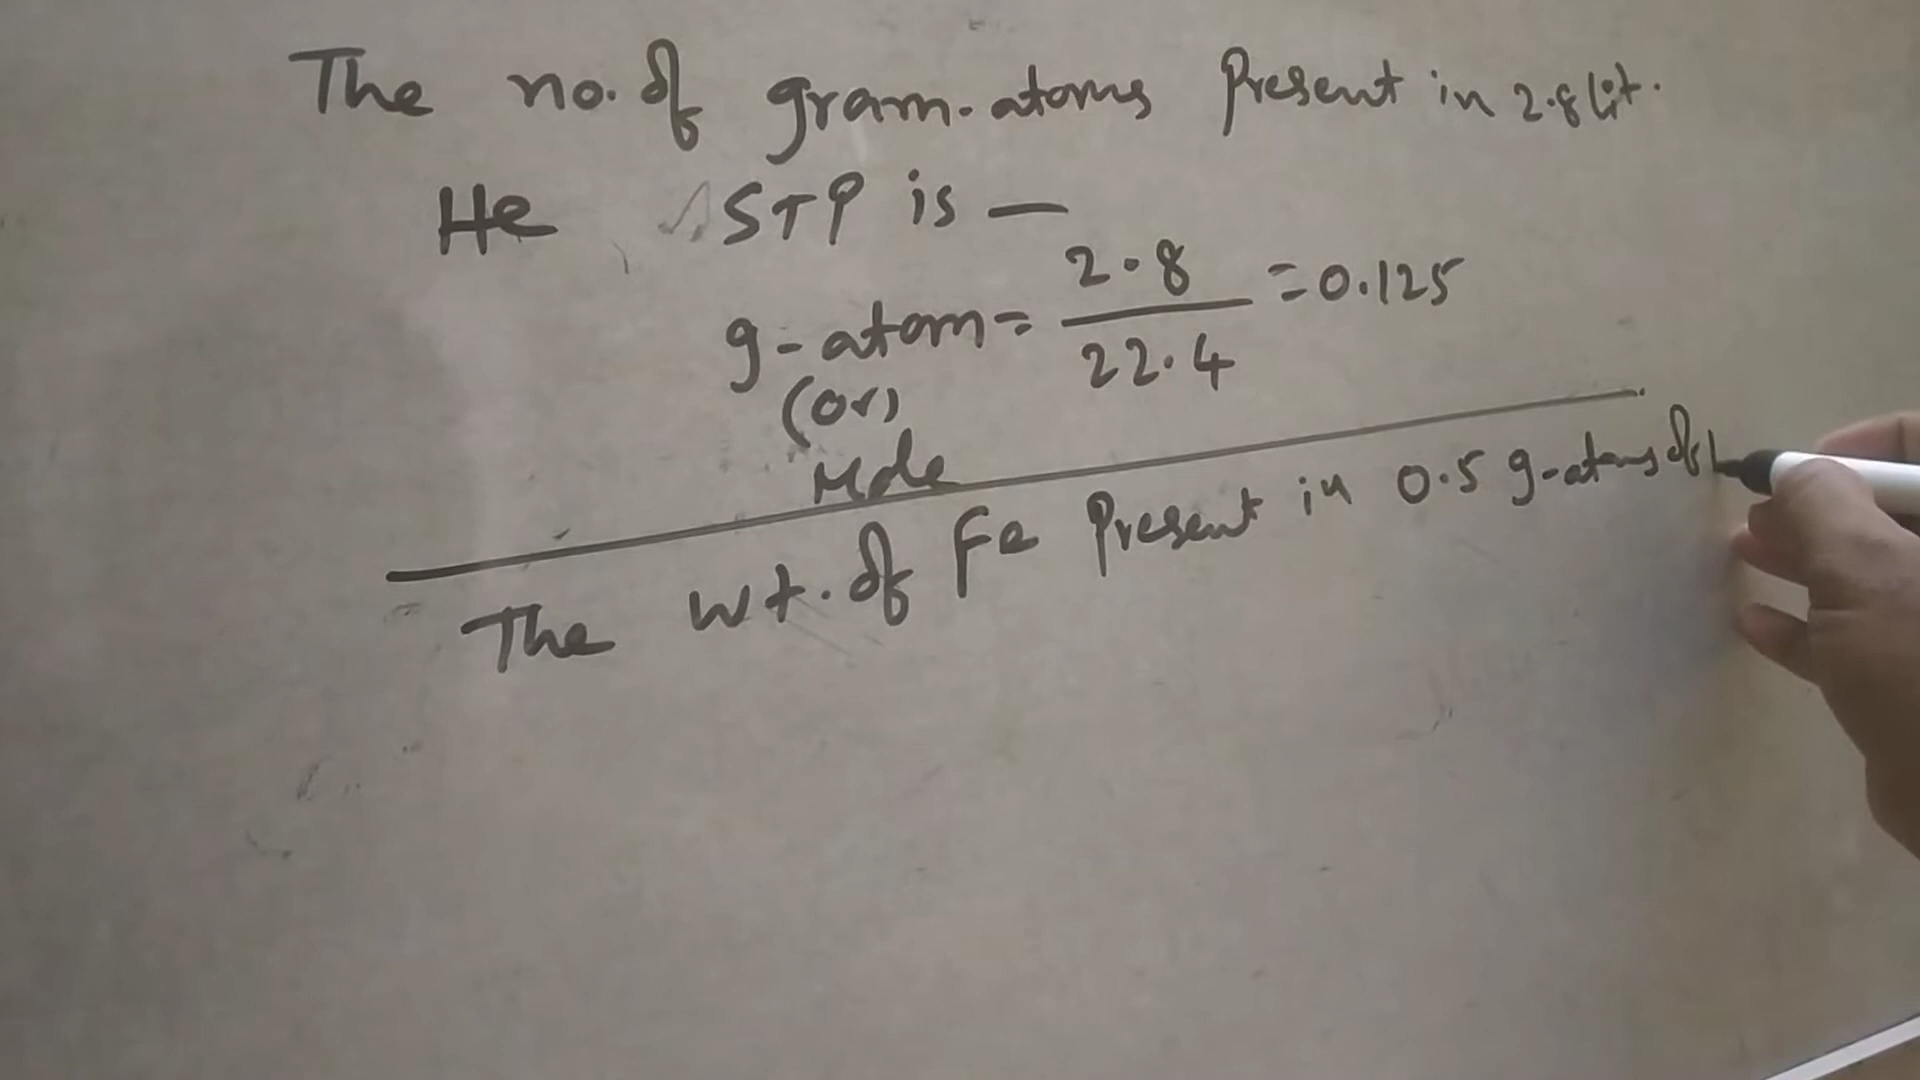 The no. of gram-atoms Present in 2.8 lit.
He STP is —
g-atom = 2.8 / 22.4 = 0.125
(Or)
Mole
The wt. of Fe Present in 0.5 g-atoms of